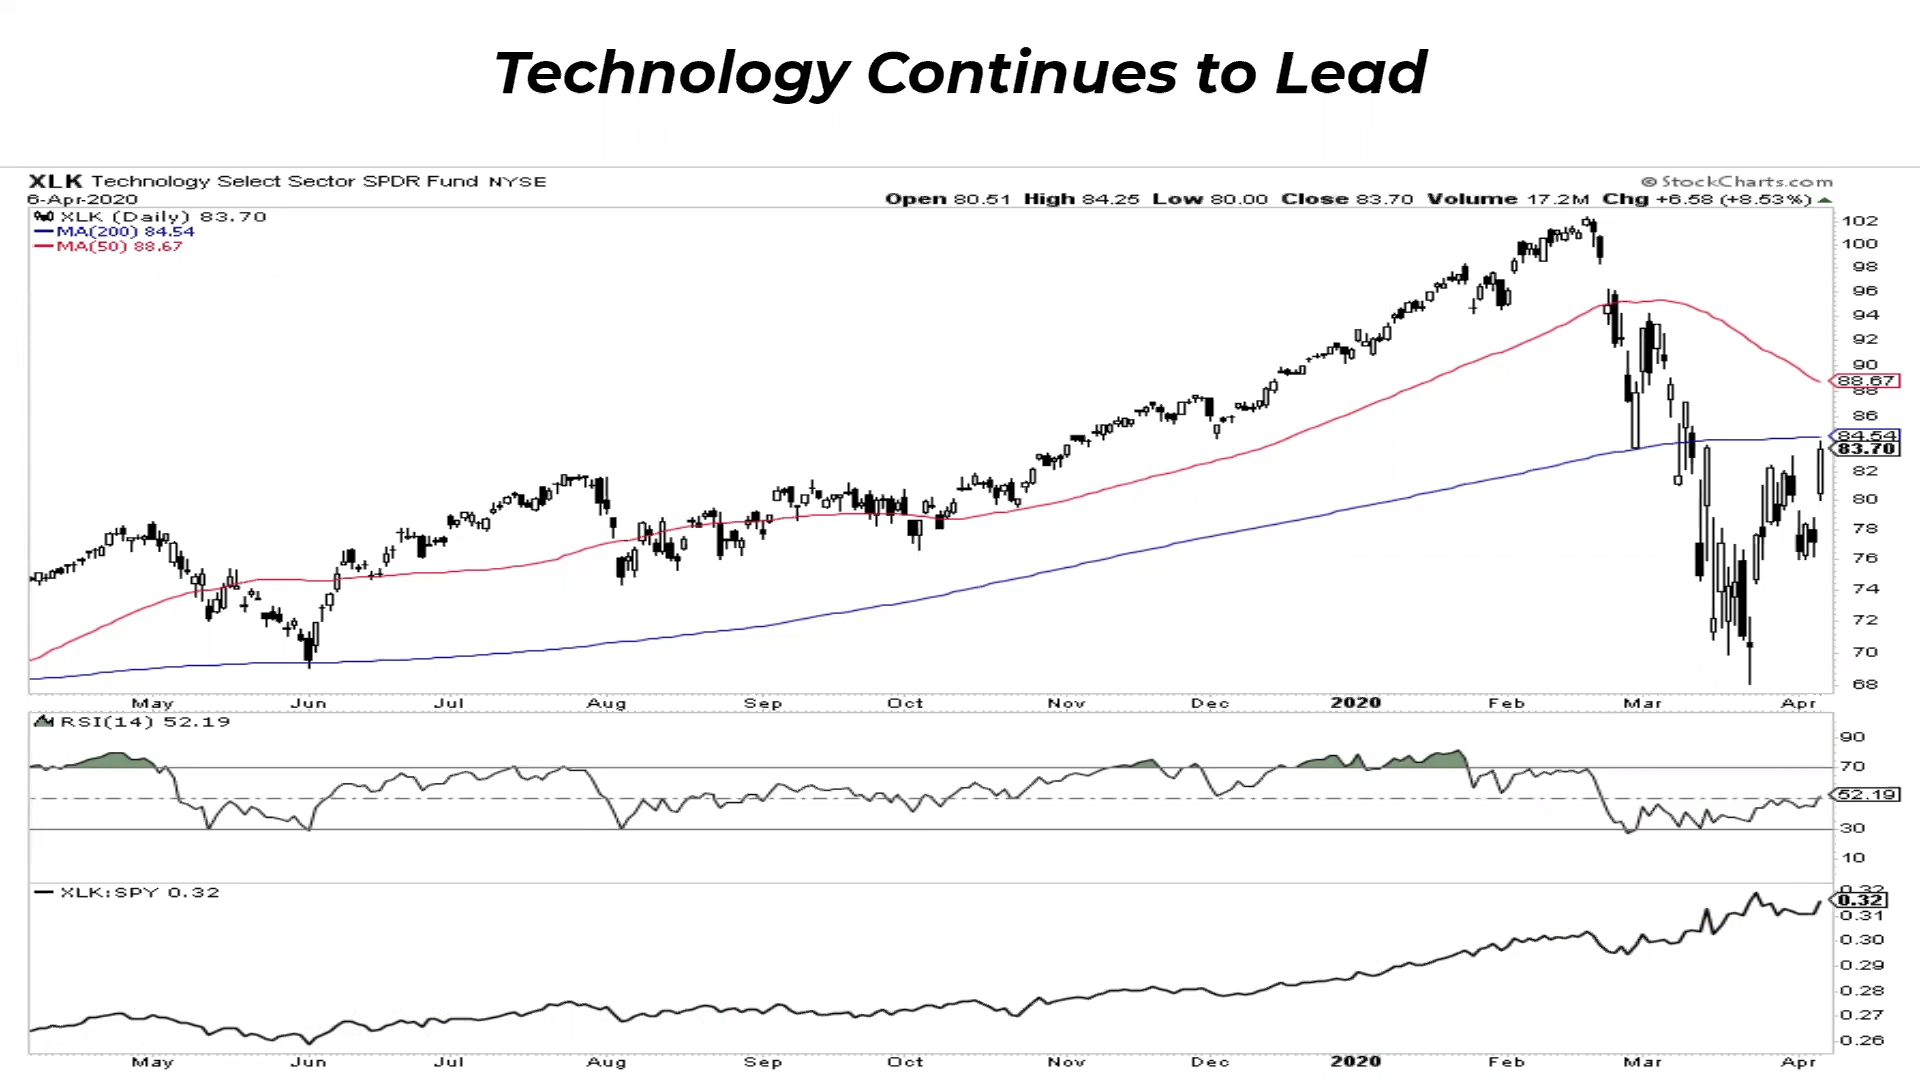 Technology Continues to Lead
XLK Technology Select Sector SPDR Fund NYSE
© StockCharts.com
6-Apr-2020
Open 80.51 High 84.25 Low 80.00 Close 83.70 Volume 17.2M Chg +6.58 (+8.53%)
XLK (Daily) 83.70
MA(200) 84.54
MA(50) 88.67
102
100
98
96
94
92
90
88.67
88
86
84.54
83.70
82
80
78
76
74
72
70
68
May Jun Jul Aug Sep Oct Nov Dec 2020 Feb Mar Apr
RSI(14) 52.19
90
70
52.19
30
10
XLK:SPY 0.32
0.32
0.32
0.31
0.30
0.29
0.28
0.27
0.26
May Jun Jul Aug Sep Oct Nov Dec 2020 Feb Mar Apr